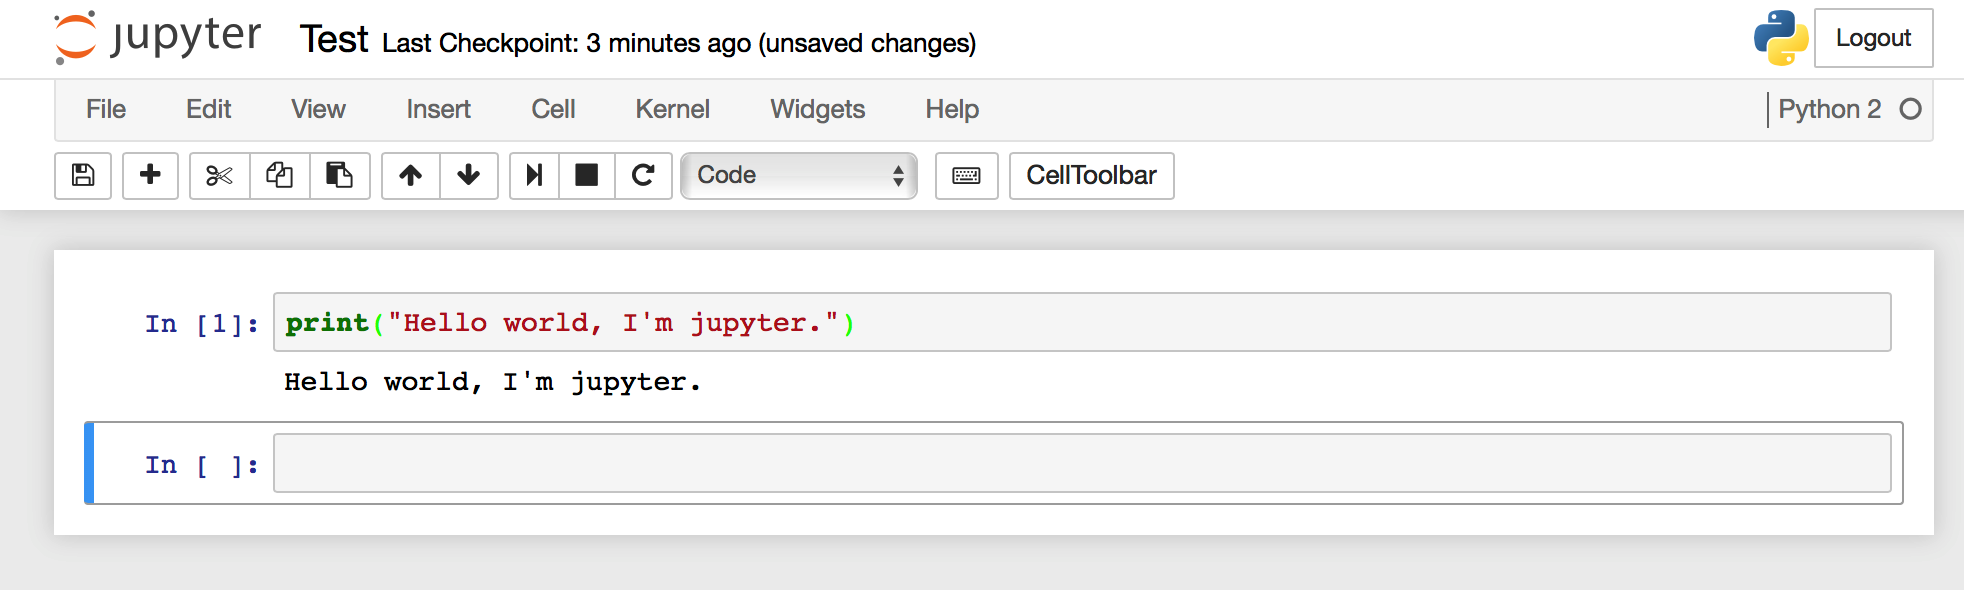 jupyter Test Last Checkpoint: 3 minutes ago (unsaved changes) Logout
File Edit View Insert Cell Kernel Widgets Help Python 2
Code CellToolbar
In [1]: print("Hello world, I'm jupyter.")
Hello world, I'm jupyter.
In [ ]: